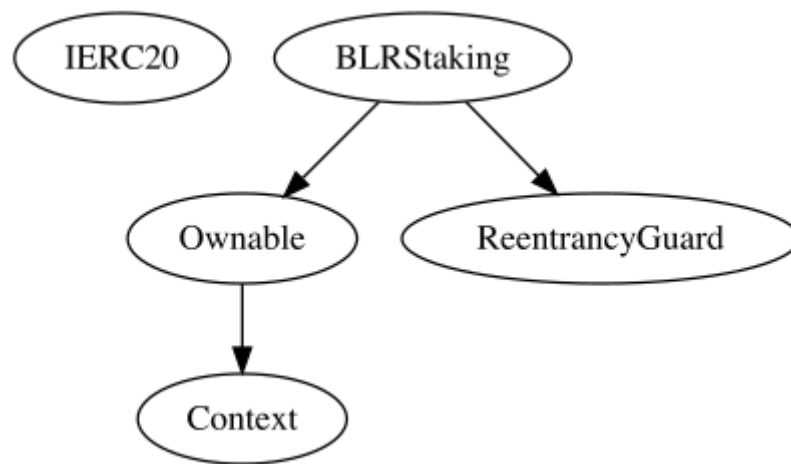 IERC20
BLRStaking
Ownable
ReentrancyGuard
Context